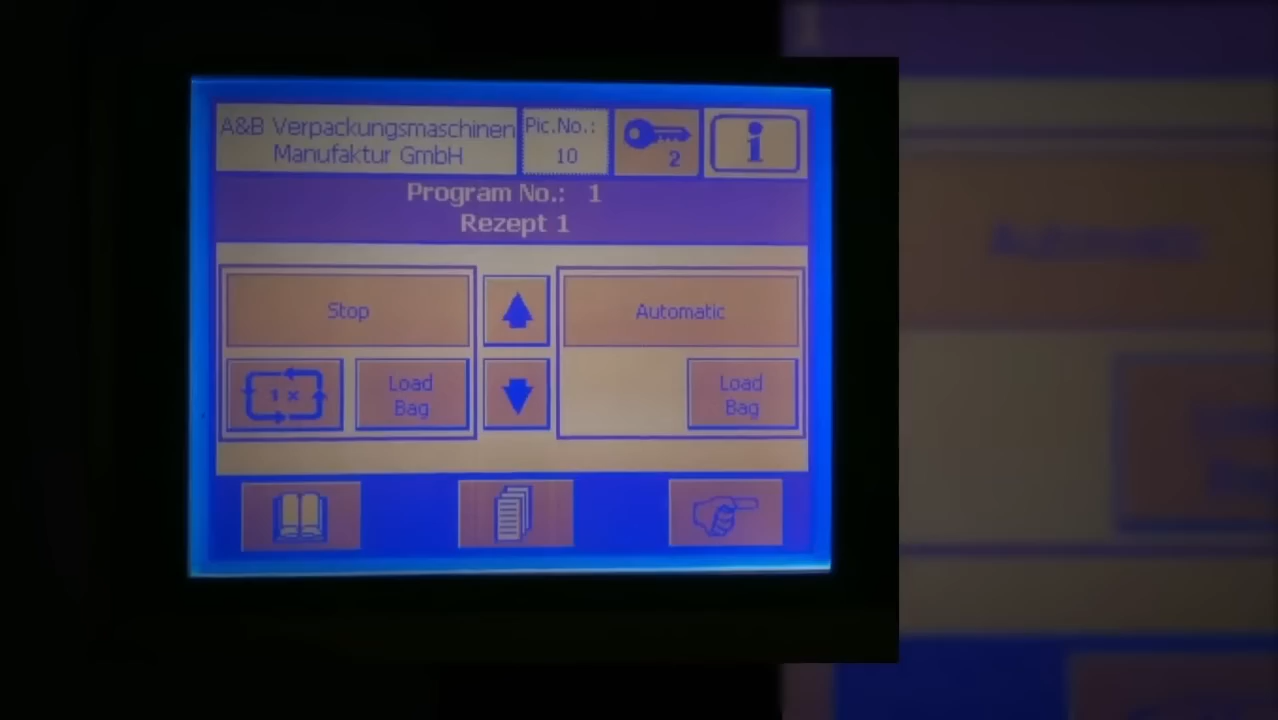 A&B Verpackungsmaschinen
Manufaktur GmbH
Pic.No.:
10
2
i
Program No.: 1
Rezept 1
Stop
Automatic
1 x
Load
Bag
Load
Bag
Automatic